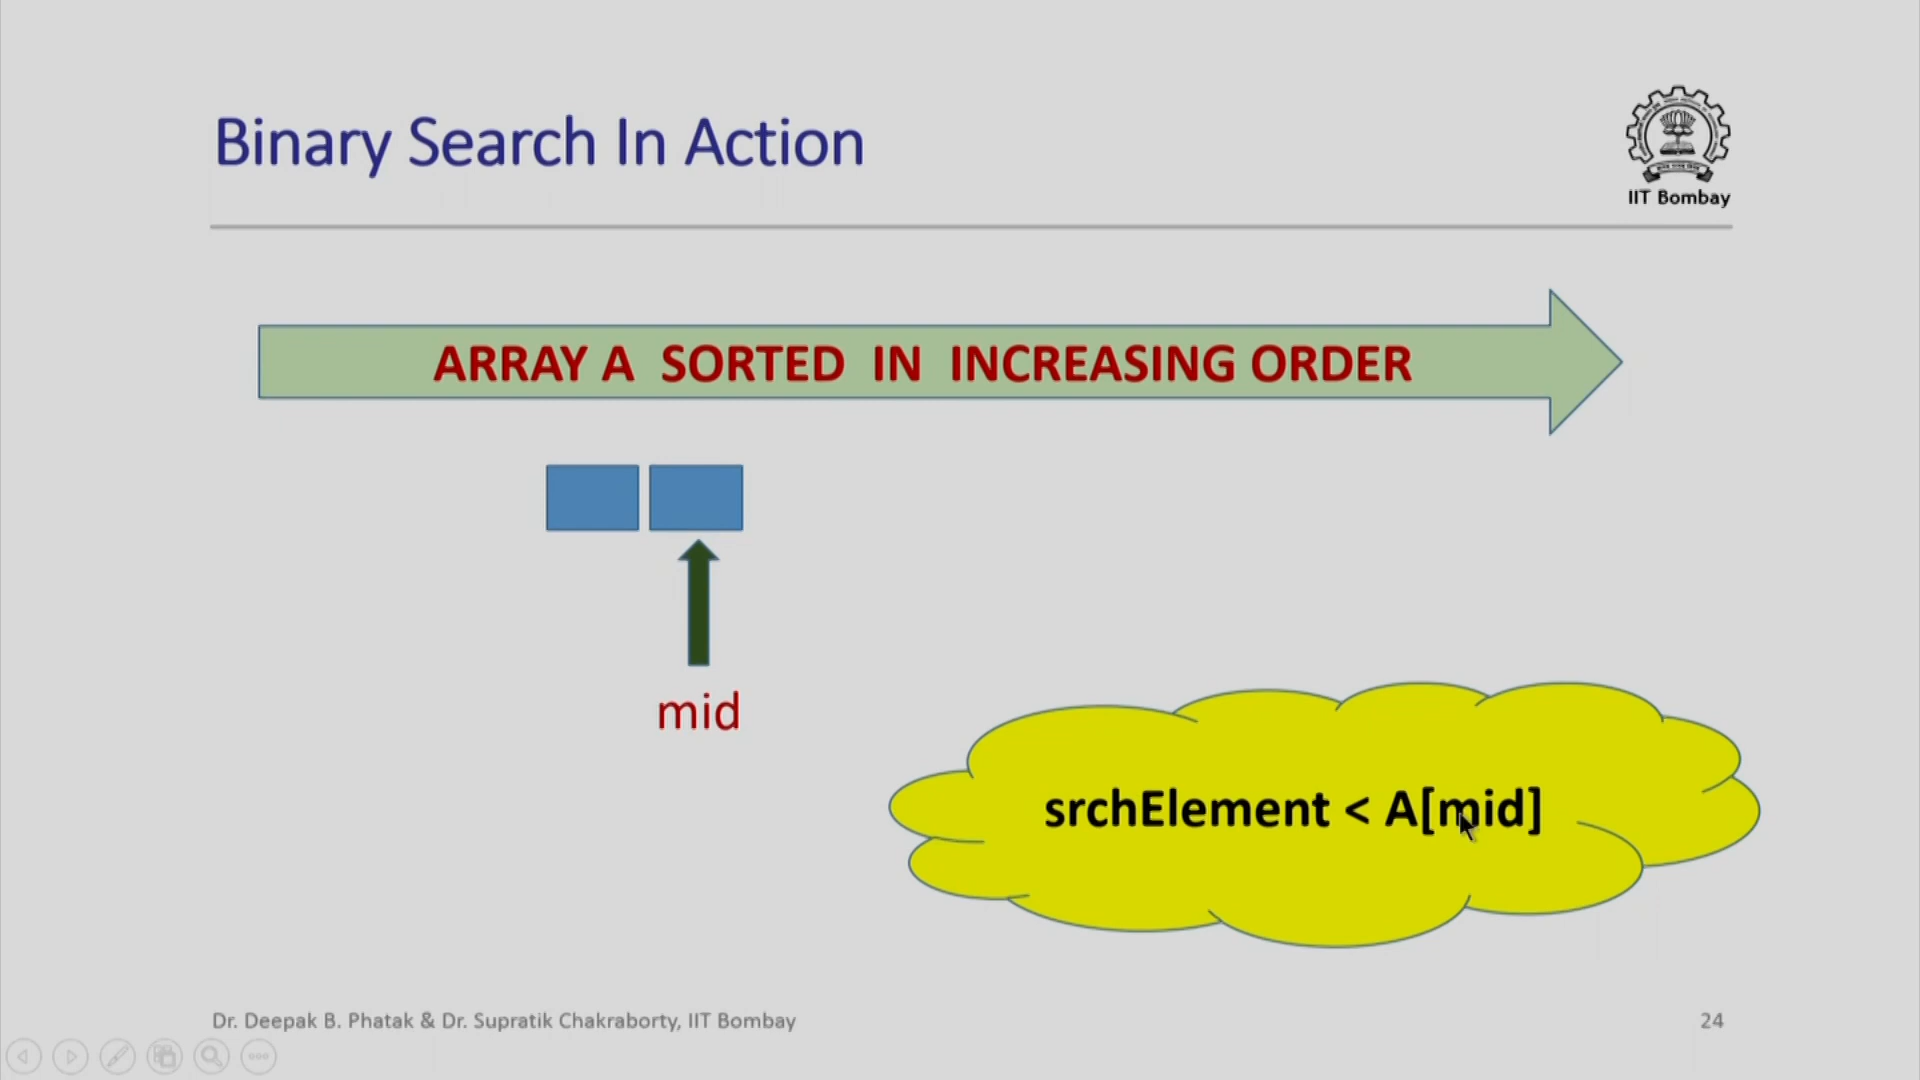 Binary Search In Action
IIT Bombay
ARRAY A SORTED IN INCREASING ORDER
mid
srchElement < A[mid]
Dr. Deepak B. Phatak & Dr. Supratik Chakraborty, IIT Bombay
24